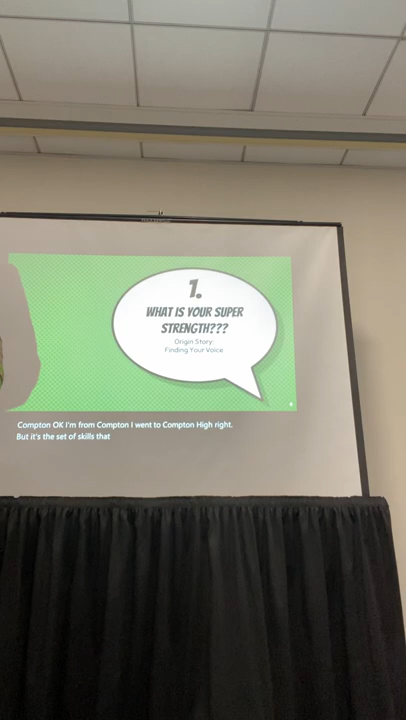 1.
WHAT IS YOUR SUPER
STRENGTH???
Origin Story:
Finding Your Voice
Compton OK I'm from Compton I went to Compton High right.
But it's the set of skills that